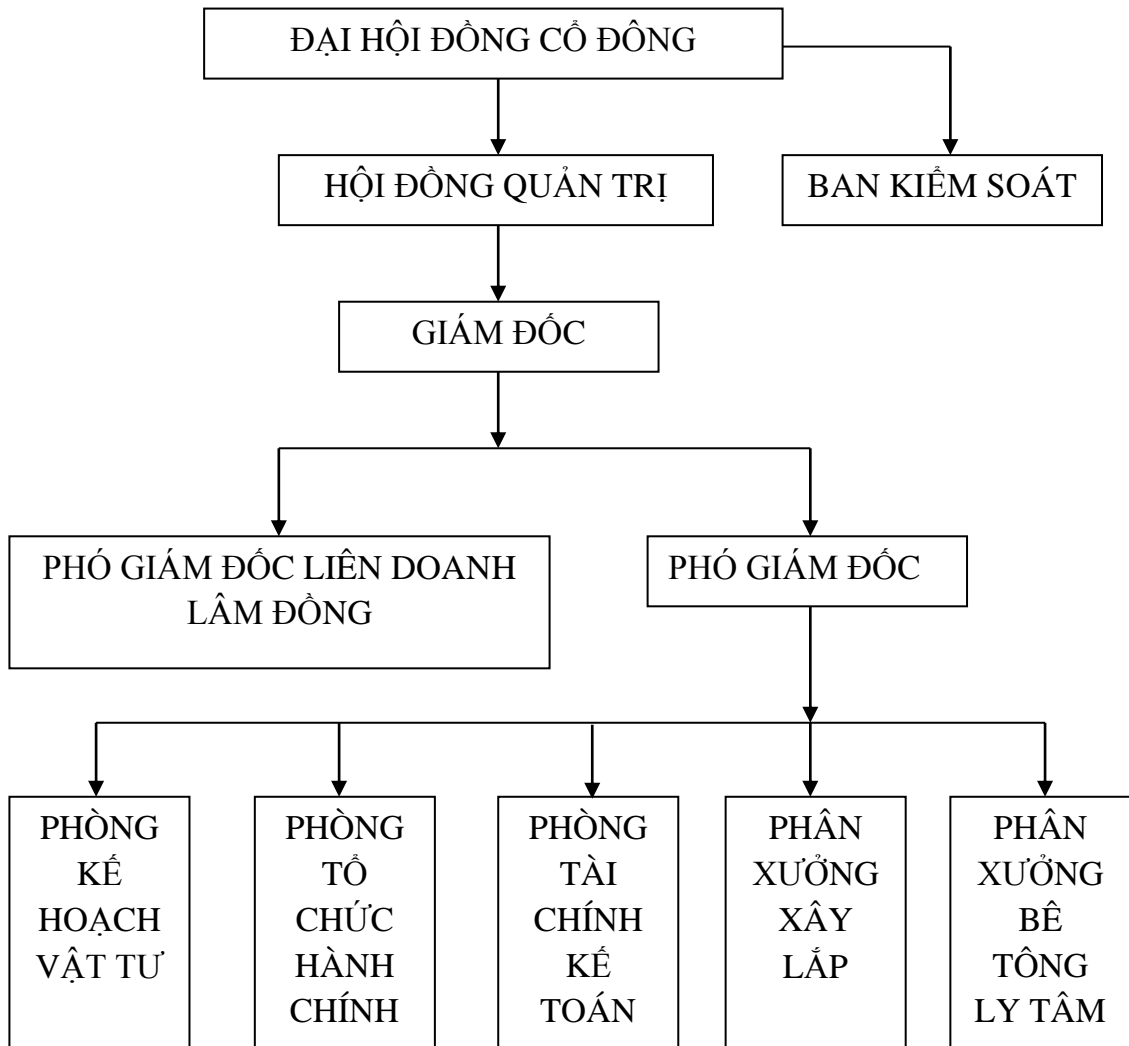 ĐẠI HỘI ĐỒNG CỔ ĐÔNG
HỘI ĐỒNG QUẢN TRỊ
BAN KIỂM SOÁT
GIÁM ĐỐC
PHÓ GIÁM ĐỐC LIÊN DOANH
LÂM ĐỒNG
PHÓ GIÁM ĐỐC
PHÒNG
KẾ
HOẠCH
VẬT TƯ
PHÒNG
TỔ
CHỨC
HÀNH
CHÍNH
PHÒNG
TÀI
CHÍNH
KẾ
TOÁN
PHÂN
XƯỞNG
XÂY
LẮP
PHÂN
XƯỞNG
BÊ
TÔNG
LY TÂM